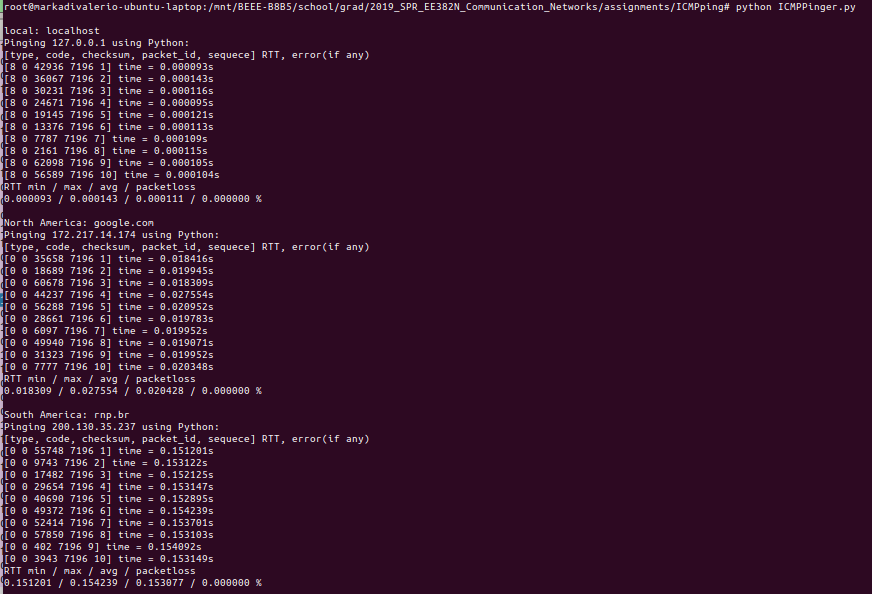 root@markadivalerio-ubuntu-laptop:/mnt/BEEE-B8B5/school/grad/2019_SPR_EE382N_Communication_Networks/assignments/ICMPping# python ICMPPinger.py
local: localhost
Pinging 127.0.0.1 using Python:
[type, code, checksum, packet_id, sequece] RTT, error(if any)
[8 0 42936 7196 1] time = 0.000093s
[8 0 36067 7196 2] time = 0.000143s
[8 0 30231 7196 3] time = 0.000116s
[8 0 24671 7196 4] time = 0.000095s
[8 0 19145 7196 5] time = 0.000121s
[8 0 13376 7196 6] time = 0.000113s
[8 0 7787 7196 7] time = 0.000109s
[8 0 2161 7196 8] time = 0.000115s
[8 0 62098 7196 9] time = 0.000105s
[8 0 56589 7196 10] time = 0.000104s
RTT min / max / avg / packetloss
0.000093 / 0.000143 / 0.000111 / 0.000000 %
North America: google.com
Pinging 172.217.14.174 using Python:
[type, code, checksum, packet_id, sequece] RTT, error(if any)
[0 0 35658 7196 1] time = 0.018416s
[0 0 18689 7196 2] time = 0.019945s
[0 0 60678 7196 3] time = 0.018309s
[0 0 44237 7196 4] time = 0.027554s
[0 0 56288 7196 5] time = 0.020952s
[0 0 28661 7196 6] time = 0.019783s
[0 0 6097 7196 7] time = 0.019952s
[0 0 49940 7196 8] time = 0.019071s
[0 0 31323 7196 9] time = 0.019952s
[0 0 7777 7196 10] time = 0.020348s
RTT min / max / avg / packetloss
0.018309 / 0.027554 / 0.020428 / 0.000000 %
South America: rnp.br
Pinging 200.130.35.237 using Python:
[type, code, checksum, packet_id, sequece] RTT, error(if any)
[0 0 55748 7196 1] time = 0.151201s
[0 0 9743 7196 2] time = 0.153122s
[0 0 17482 7196 3] time = 0.152125s
[0 0 29654 7196 4] time = 0.153147s
[0 0 40690 7196 5] time = 0.152895s
[0 0 49372 7196 6] time = 0.154239s
[0 0 52414 7196 7] time = 0.153701s
[0 0 57850 7196 8] time = 0.153103s
[0 0 402 7196 9] time = 0.154092s
[0 0 3943 7196 10] time = 0.153149s
RTT min / max / avg / packetloss
0.151201 / 0.154239 / 0.153077 / 0.000000 %